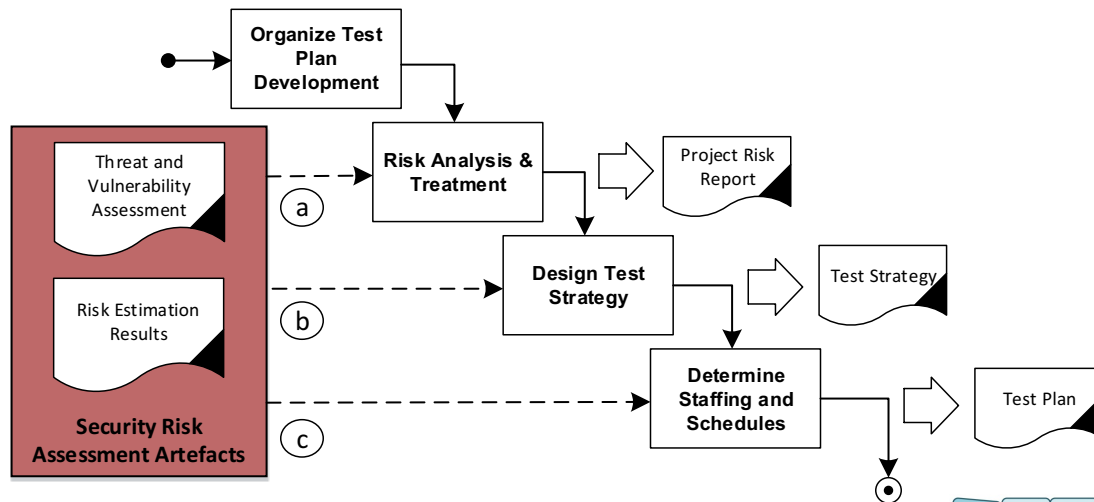 Organize Test
Plan
Development
Threat and
Vulnerability
Assessment
a
Risk Analysis &
Treatment
Project Risk
Report
Risk Estimation
Results
b
Design Test
Strategy
Test Strategy
Security Risk
Assessment Artefacts
c
Determine
Staffing and
Schedules
Test Plan